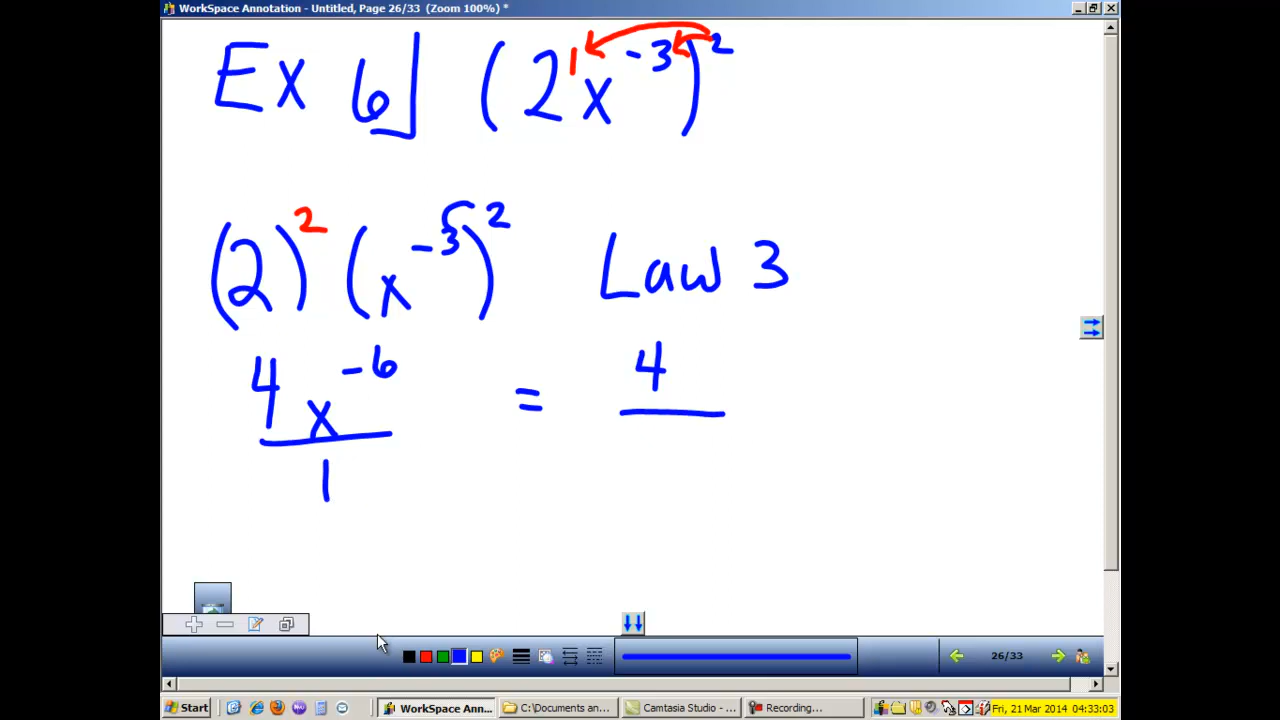 WorkSpace Annotation - Untitled, Page 26/33 (Zoom 100%) *
Ex 6 (2¹x⁻³)²
(2)² (x⁻³)² Law 3
4x⁻⁶/1 = 4/
26/33
Start WorkSpace Ann... C:\Documents an... Camtasia Studio - ... Recording... Fri, 21 Mar 2014 04:33:03